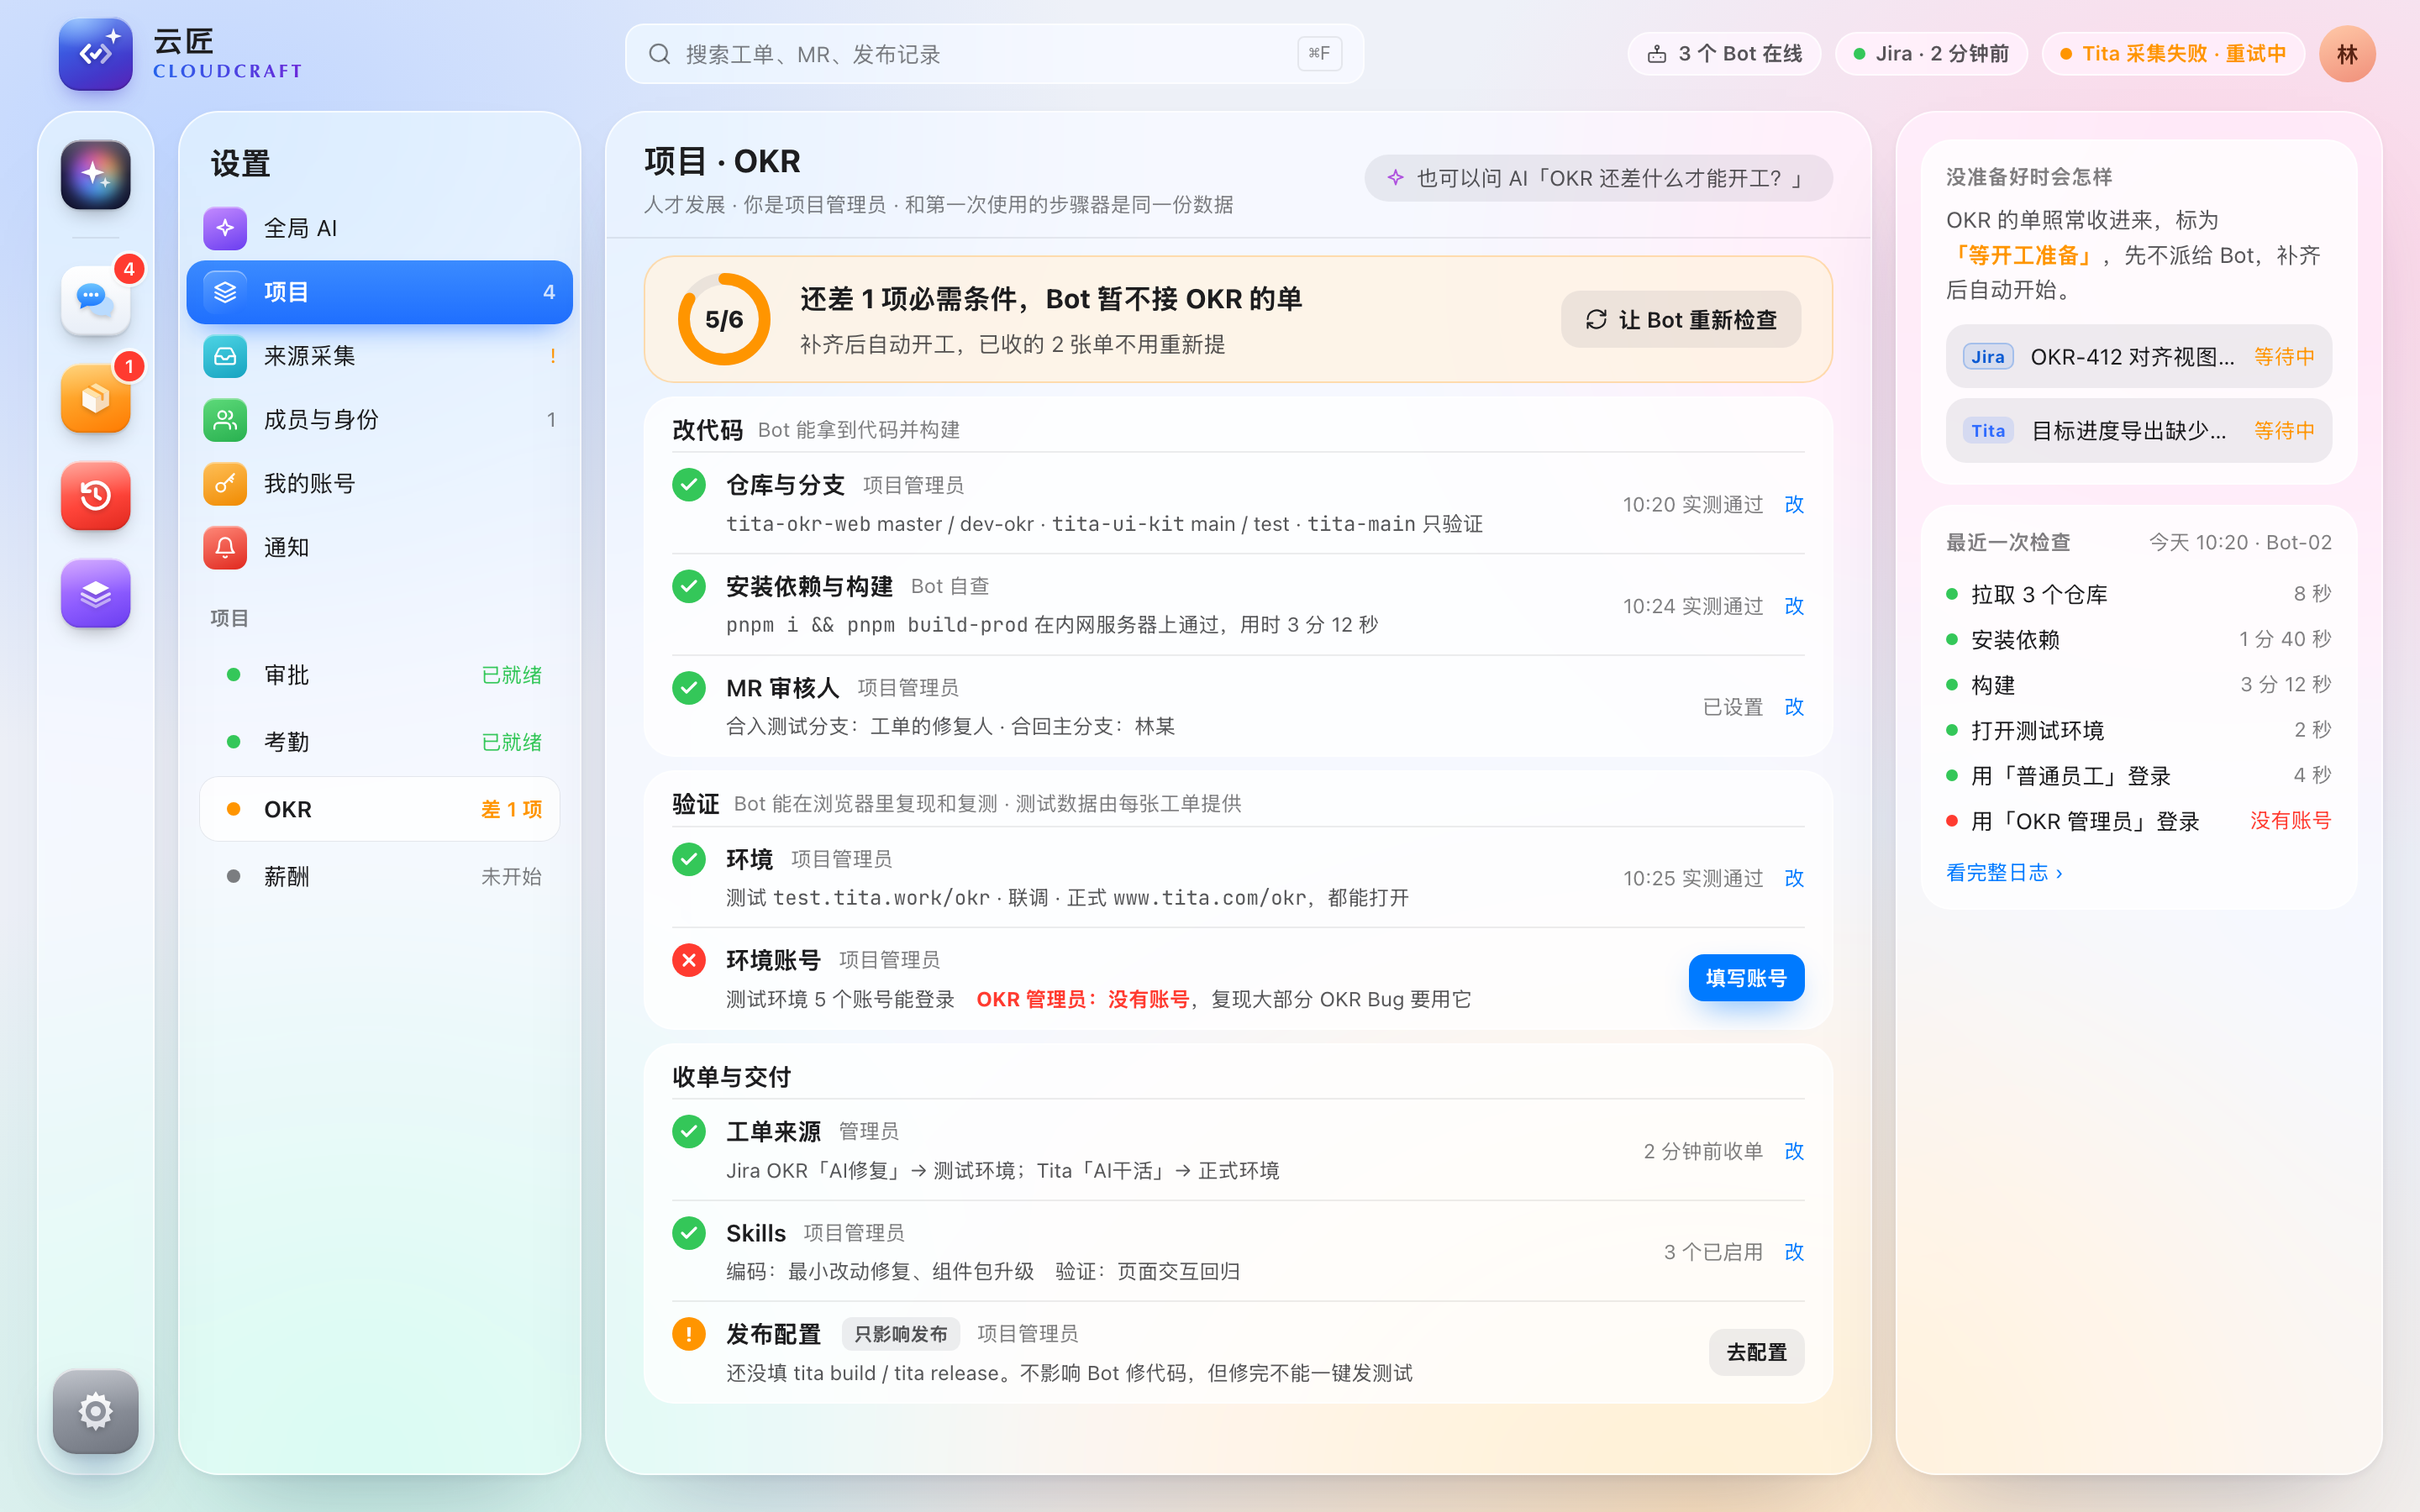 云匠
CLOUDCRAFT
搜索工单、MR、发布记录
⌘F
3 个 Bot 在线
Jira · 2 分钟前
Tita 采集失败 · 重试中
林
4
1
设置
全局 AI
项目 4
来源采集 !
成员与身份 1
我的账号
通知
项目
审批 已就绪
考勤 已就绪
OKR 差 1 项
薪酬 未开始
项目 · OKR
人才发展 · 你是项目管理员 · 和第一次使用的步骤器是同一份数据
也可以问 AI「OKR 还差什么才能开工？」
5/6
还差 1 项必需条件，Bot 暂不接 OKR 的单
补齐后自动开工，已收的 2 张单不用重新提
让 Bot 重新检查
改代码 Bot 能拿到代码并构建
仓库与分支 项目管理员
tita-okr-web master / dev-okr · tita-ui-kit main / test · tita-main 只验证
10:20 实测通过 改
安装依赖与构建 Bot 自查
pnpm i && pnpm build-prod 在内网服务器上通过，用时 3 分 12 秒
10:24 实测通过 改
MR 审核人 项目管理员
合入测试分支：工单的修复人 · 合回主分支：林某
已设置 改
验证 Bot 能在浏览器里复现和复测 · 测试数据由每张工单提供
环境 项目管理员
测试 test.tita.work/okr · 联调 · 正式 www.tita.com/okr，都能打开
10:25 实测通过 改
环境账号 项目管理员
测试环境 5 个账号能登录 OKR 管理员：没有账号，复现大部分 OKR Bug 要用它
填写账号
收单与交付
工单来源 管理员
Jira OKR「AI修复」→ 测试环境；Tita「AI干活」→ 正式环境
2 分钟前收单 改
Skills 项目管理员
编码：最小改动修复、组件包升级 验证：页面交互回归
3 个已启用 改
发布配置 只影响发布 项目管理员
还没填 tita build / tita release。不影响 Bot 修代码，但修完不能一键发测试
去配置
没准备好时会怎样
OKR 的单照常收进来，标为
「等开工准备」，先不派给 Bot，补齐
后自动开始。
Jira OKR-412 对齐视图... 等待中
Tita 目标进度导出缺少... 等待中
最近一次检查 今天 10:20 · Bot-02
拉取 3 个仓库 8 秒
安装依赖 1 分 40 秒
构建 3 分 12 秒
打开测试环境 2 秒
用「普通员工」登录 4 秒
用「OKR 管理员」登录 没有账号
看完整日志 ›